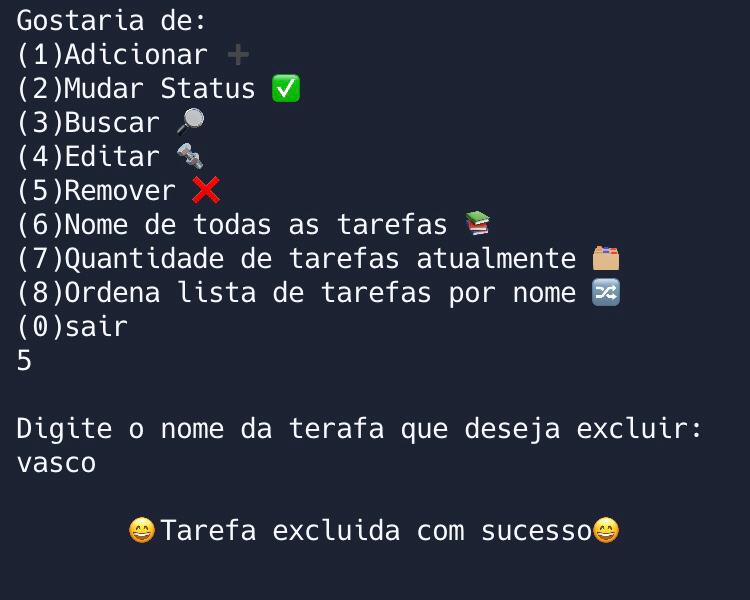 Gostaria de:
(1)Adicionar ➕
(2)Mudar Status ✅
(3)Buscar 🔎
(4)Editar 🔩
(5)Remover ❌
(6)Nome de todas as tarefas 📚
(7)Quantidade de tarefas atualmente 🗂️
(8)Ordena lista de tarefas por nome 🔀
(0)sair
5
Digite o nome da terafa que deseja excluir:
vasco
😄Tarefa excluida com sucesso😄